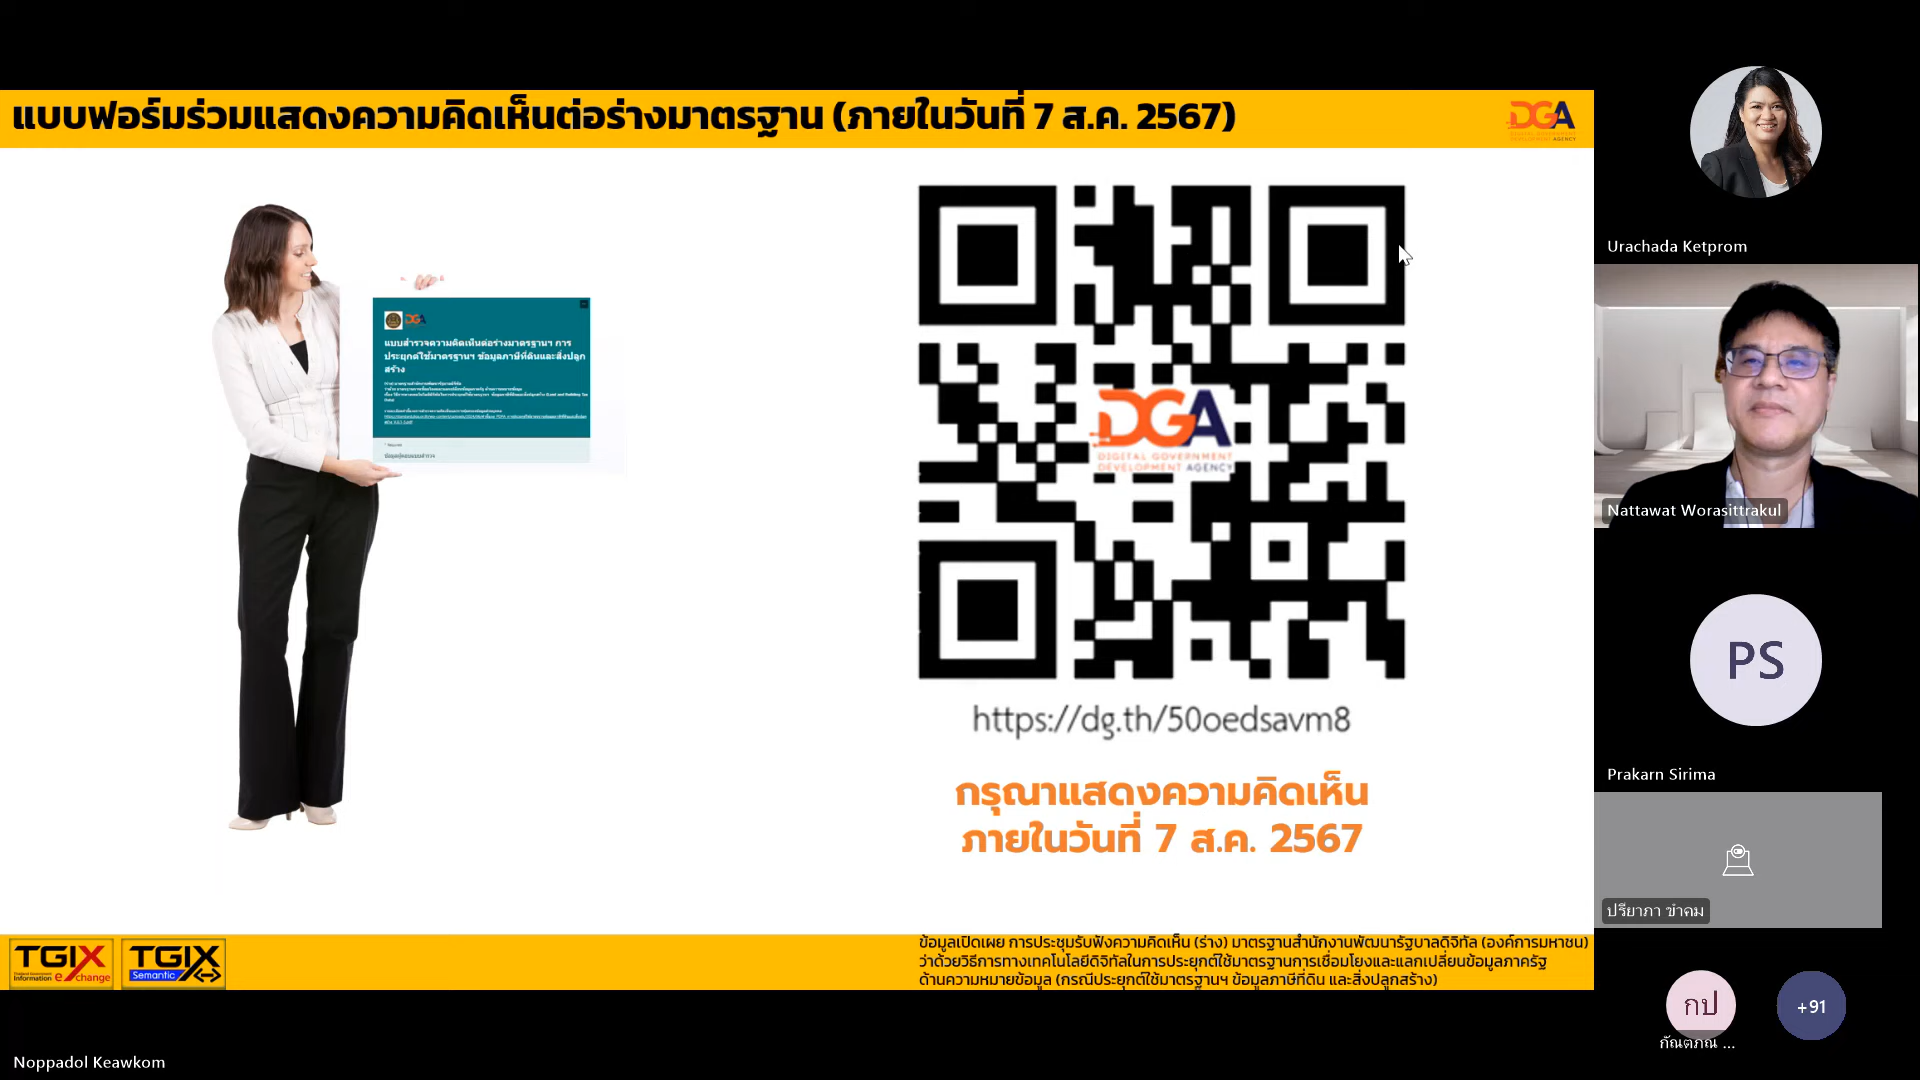 แบบฟอร์มร่วมแสดงความคิดเห็นต่อร่างมาตรฐาน (ภายในวันที่ 7 ส.ค. 2567)
DGA
DIGITAL GOVERNMENT
DEVELOPMENT AGENCY
DGA
แบบสำรวจความคิดเห็นต่อร่างมาตรฐานฯ การ
ประยุกต์ใช้มาตรฐานฯ ข้อมูลภาษีที่ดินและสิ่งปลูก
สร้าง
DGA
DIGITAL GOVERNMENT
DEVELOPMENT AGENCY
https://dg.th/50oedsavm8
กรุณาแสดงความคิดเห็น
ภายในวันที่ 7 ส.ค. 2567
TGIX
Thailand Government
Information eXchange
TGIX
Semantic
ข้อมูลเปิดเผย การประชุมรับฟังความคิดเห็น (ร่าง) มาตรฐานสำนักงานพัฒนารัฐบาลดิจิทัล (องค์การมหาชน)
ว่าด้วยวิธีการทางเทคโนโลยีดิจิทัลในการประยุกต์ใช้มาตรฐานการเชื่อมโยงและแลกเปลี่ยนข้อมูลภาครัฐ
ด้านความหมายข้อมูล (กรณีประยุกต์ใช้มาตรฐานฯ ข้อมูลภาษีที่ดิน และสิ่งปลูกสร้าง)
Urachada Ketprom
Nattawat Worasittrakul
PS
Prakarn Sirima
ปรียาภา ขำคม
กป
+91
กัณตภณ ...
Noppadol Keawkom